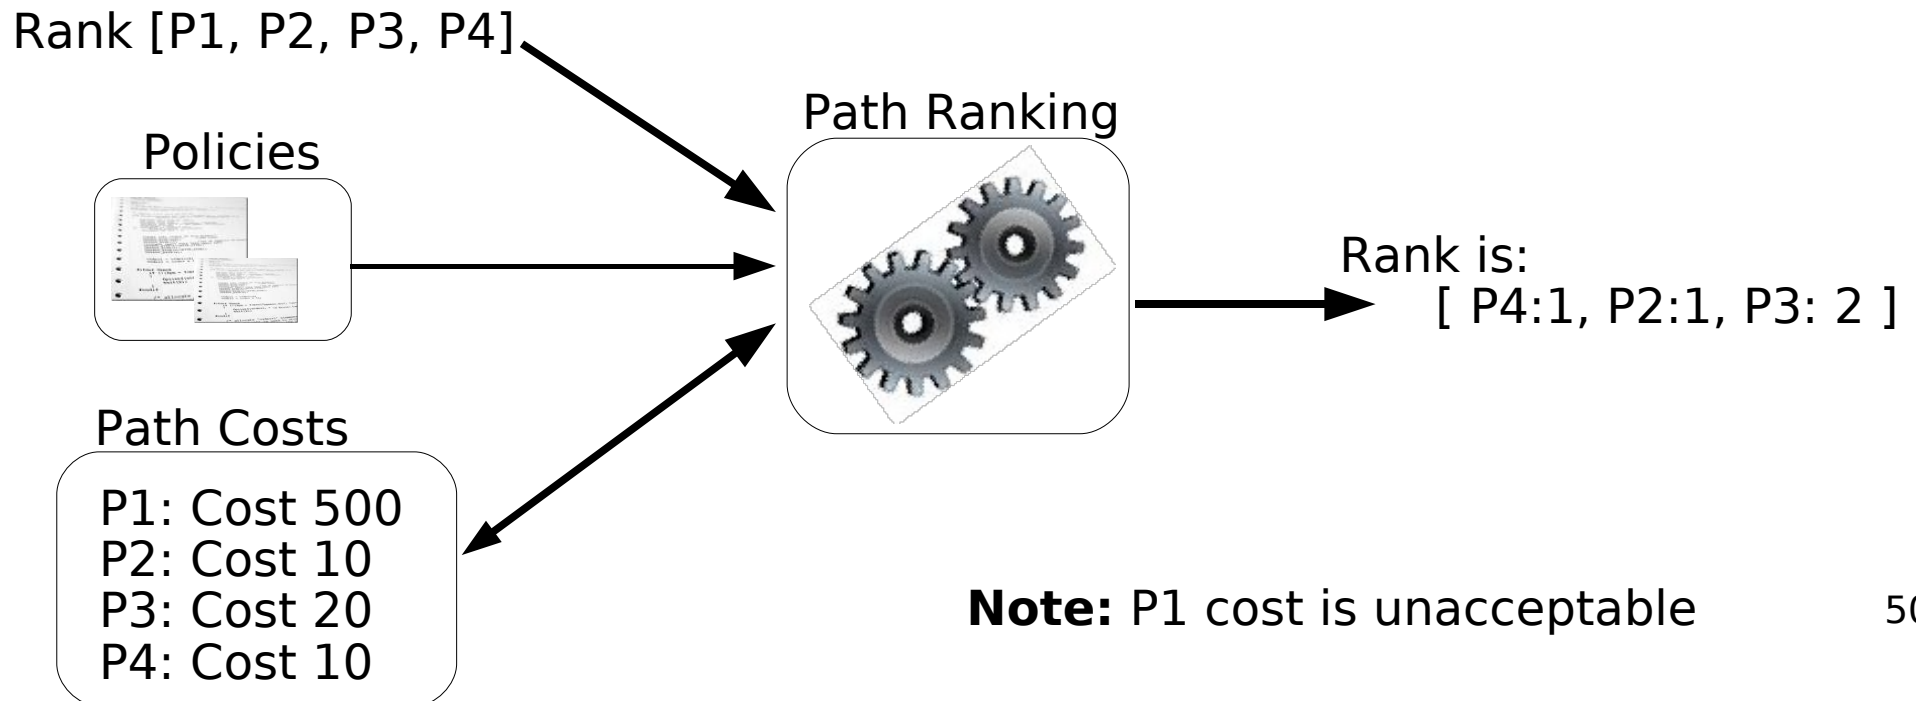 Rank [P1, P2, P3, P4]
Policies
Path Ranking
Rank is:
[ P4:1, P2:1, P3: 2 ]
Path Costs
P1: Cost 500
P2: Cost 10
P3: Cost 20
P4: Cost 10
Note: P1 cost is unacceptable